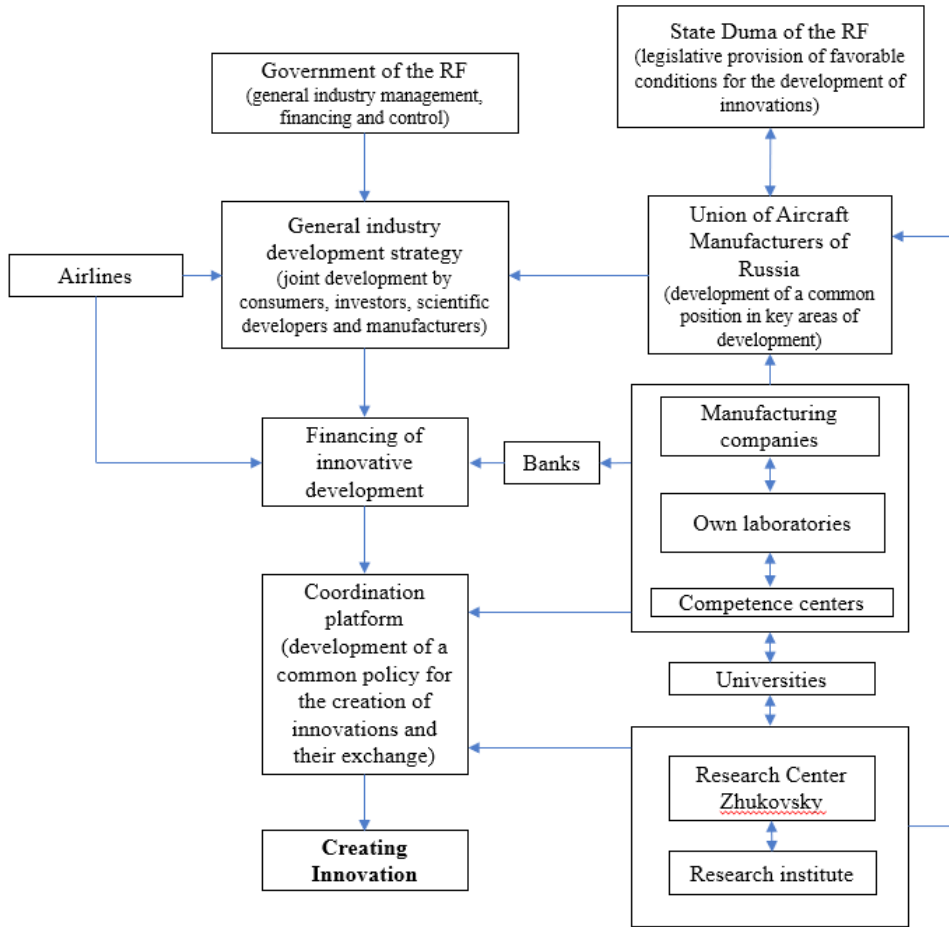 Government of the RF
(general industry management,
financing and control)
State Duma of the RF
(legislative provision of favorable
conditions for the development of
innovations)
Airlines
General industry
development strategy
(joint development by
consumers, investors, scientific
developers and manufacturers)
Union of Aircraft
Manufacturers of
Russia
(development of a common
position in key areas of
development)
Financing of
innovative
development
Banks
Manufacturing
companies
Own laboratories
Competence centers
Coordination
platform
(development of a
common policy for
the creation of
innovations and
their exchange)
Universities
Research Center
Zhukovsky
Research institute
Creating
Innovation